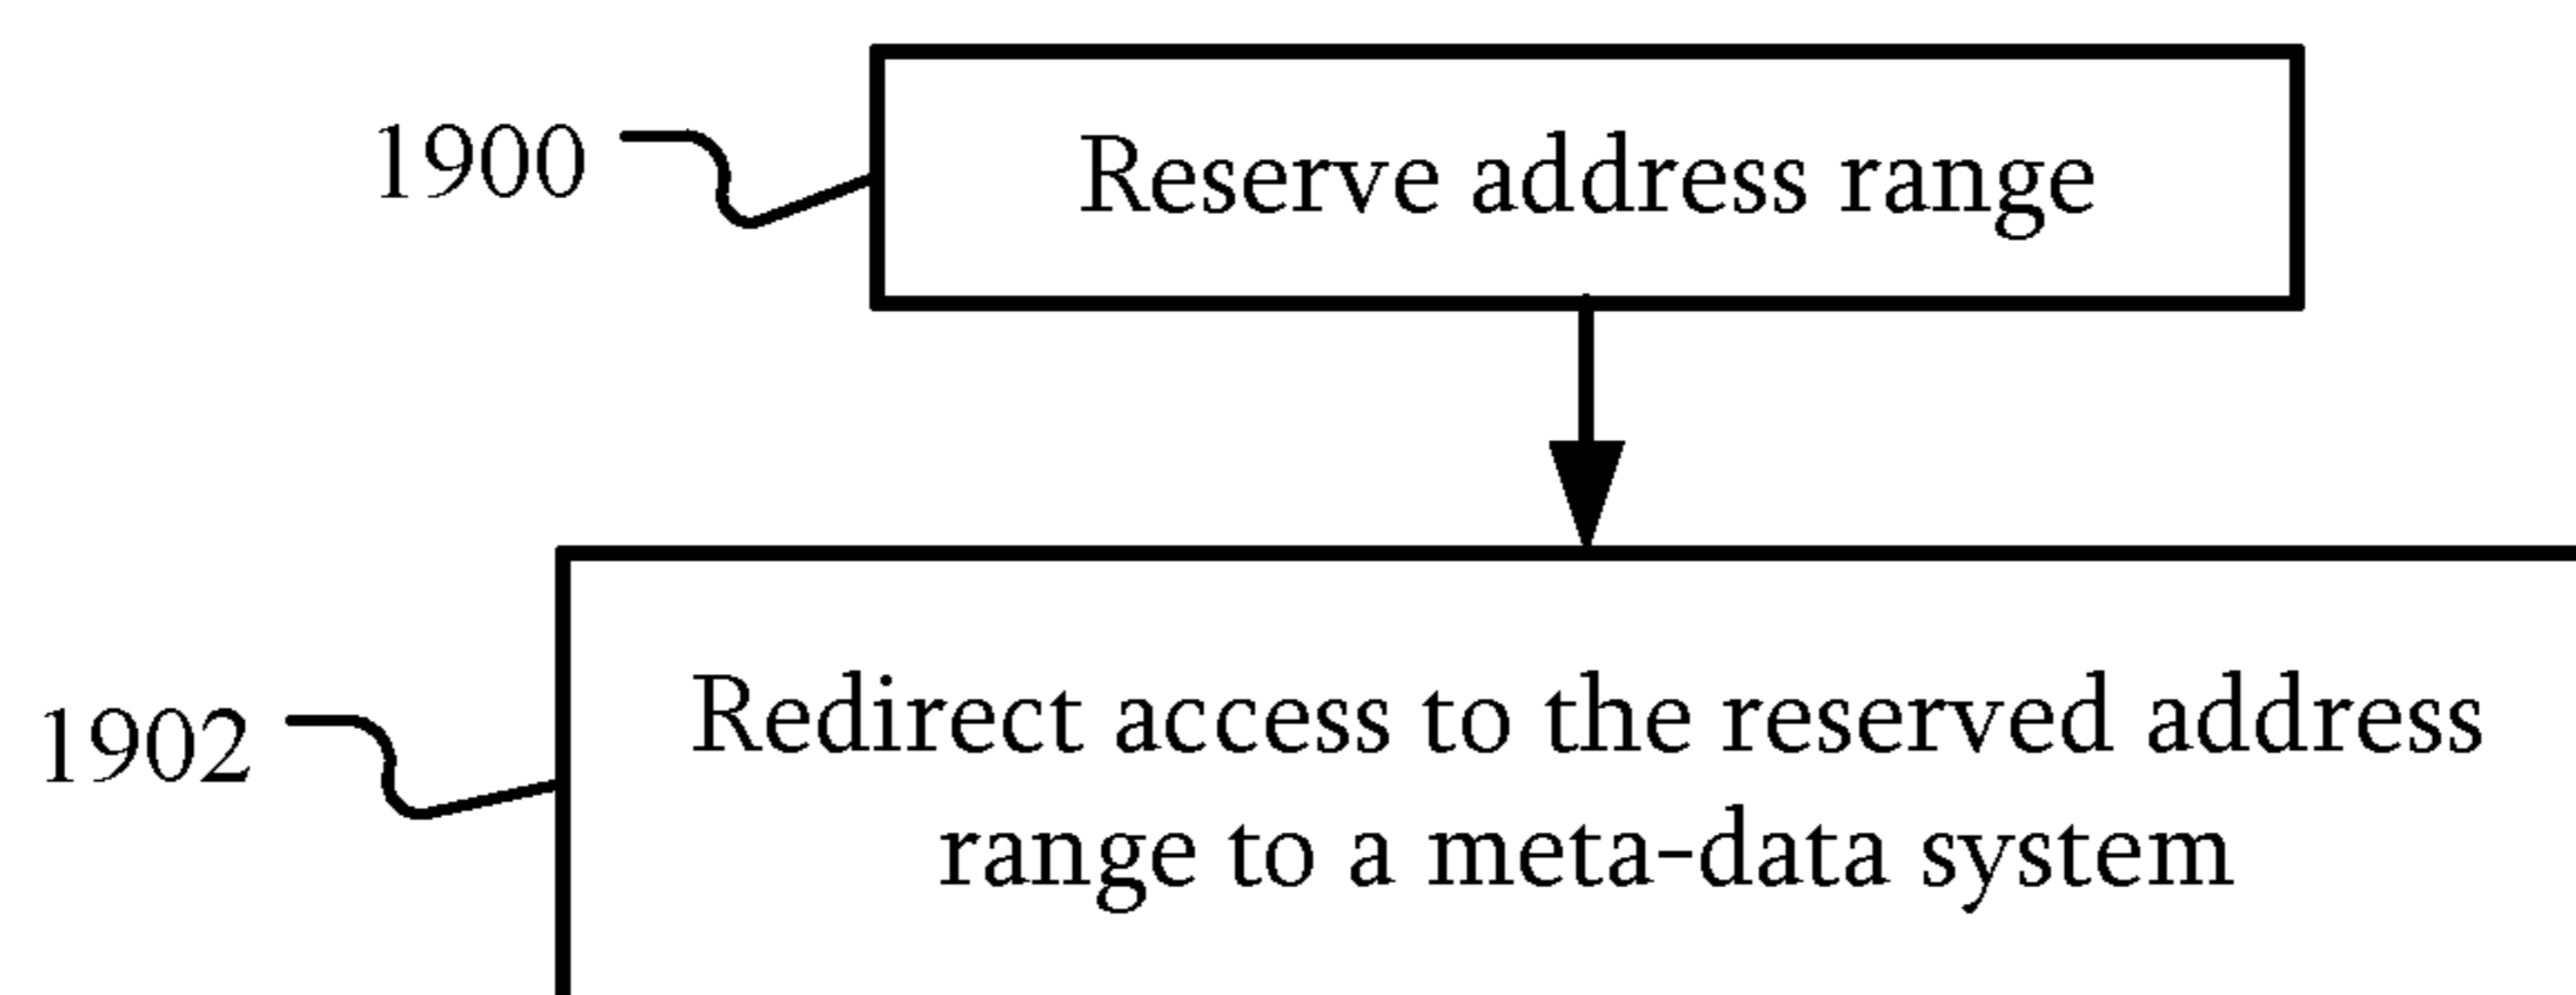 1900
Reserve address range
1902
Redirect access to the reserved address
range to a meta-data system